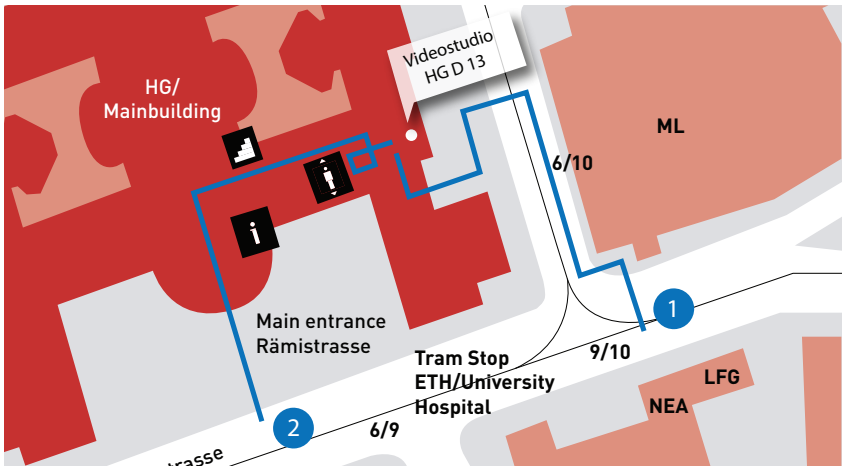 Videostudio
HG D 13
HG/
Mainbuilding
ML
6/10
i
1
Main entrance
Rämistrasse
Tram Stop
ETH/University
Hospital
9/10
LFG
NEA
2
6/9
trasse